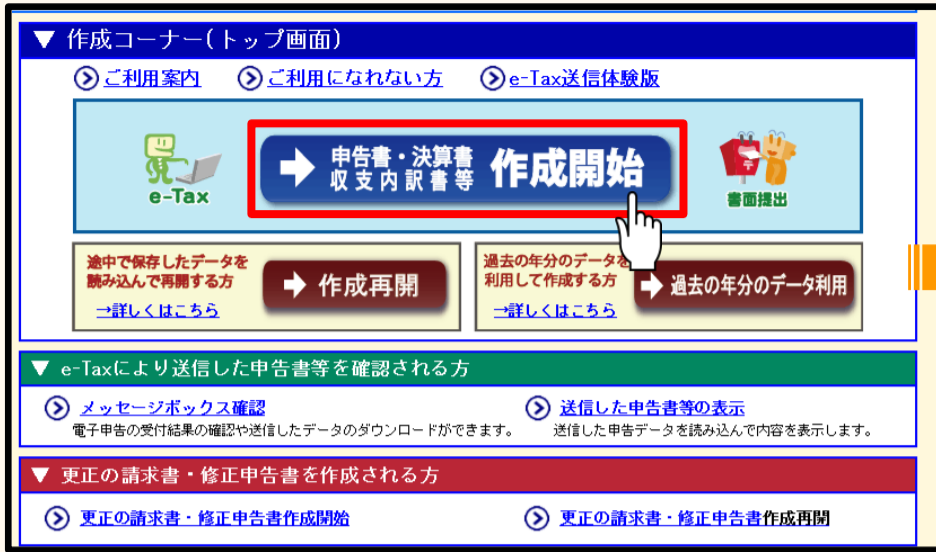 ▼ 作成コーナー(トップ画面)
ご利用案内 ご利用になれない方 e-Tax送信体験版
e-Tax
申告書・決算書
収支内訳書等
作成開始
書面提出
途中で保存したデータを
読み込んで再開する方
→詳しくはこちら
作成再開
過去の年分のデータを
利用して作成する方
→詳しくはこちら
過去の年分のデータ利用
▼ e-Taxにより送信した申告書等を確認される方
メッセージボックス確認
電子申告の受付結果の確認や送信したデータのダウンロードができます。
送信した申告書等の表示
送信した申告データを読み込んで内容を表示します。
▼ 更正の請求書・修正申告書を作成される方
更正の請求書・修正申告書作成開始
更正の請求書・修正申告書作成再開